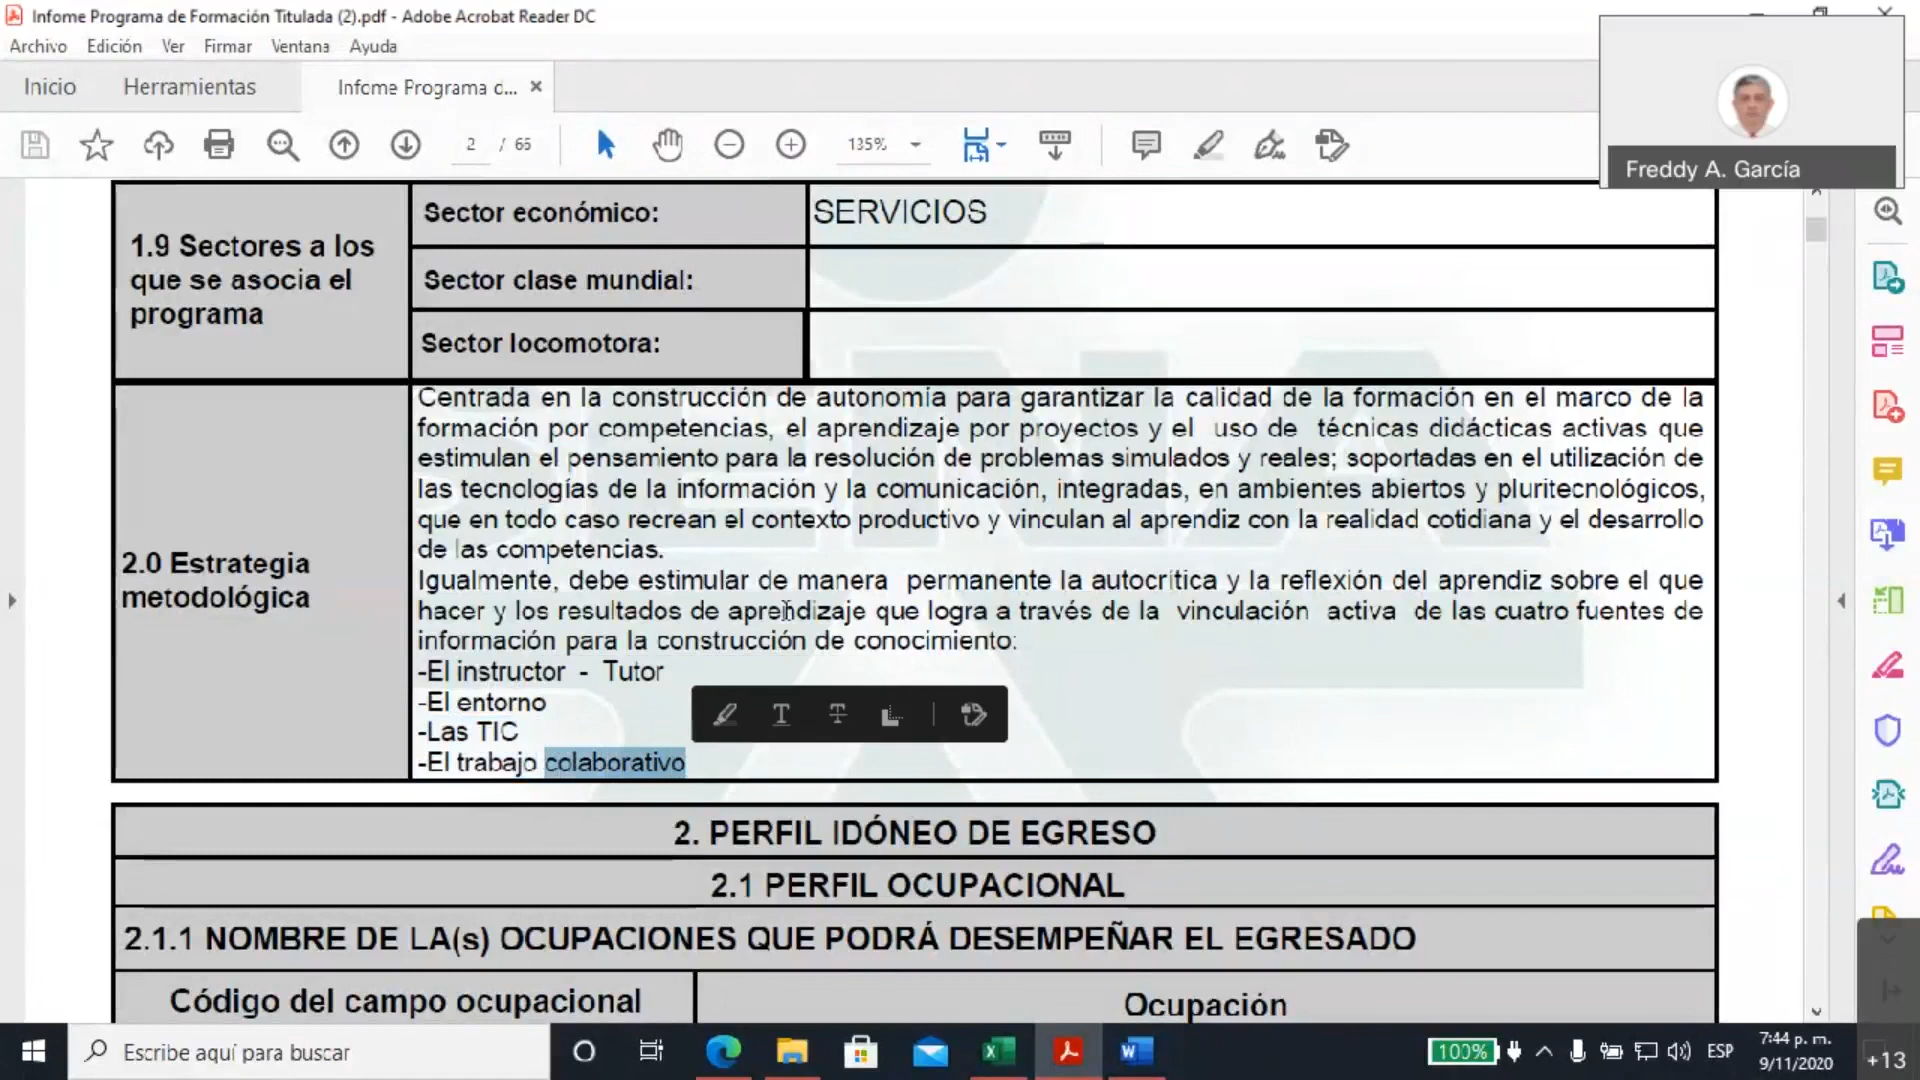 Infome Programa de Formación Titulada (2).pdf - Adobe Acrobat Reader DC
Archivo Edición Ver Firmar Ventana Ayuda
Inicio Herramientas Infome Programa d... ×
2 / 65 135%
Freddy A. García
1.9 Sectores a los
que se asocia el
programa
Sector económico: SERVICIOS
Sector clase mundial:
Sector locomotora:
2.0 Estrategia
metodológica
Centrada en la construcción de autonomía para garantizar la calidad de la formación en el marco de la
formación por competencias, el aprendizaje por proyectos y el uso de técnicas didácticas activas que
estimulan el pensamiento para la resolución de problemas simulados y reales; soportadas en el utilización de
las tecnologías de la información y la comunicación, integradas, en ambientes abiertos y pluritecnológicos,
que en todo caso recrean el contexto productivo y vinculan al aprendiz con la realidad cotidiana y el desarrollo
de las competencias.
Igualmente, debe estimular de manera permanente la autocrítica y la reflexión del aprendiz sobre el que
hacer y los resultados de aprendizaje que logra a través de la vinculación activa de las cuatro fuentes de
información para la construcción de conocimiento:
-El instructor - Tutor
-El entorno
-Las TIC
-El trabajo colaborativo
2. PERFIL IDÓNEO DE EGRESO
2.1 PERFIL OCUPACIONAL
2.1.1 NOMBRE DE LA(s) OCUPACIONES QUE PODRÁ DESEMPEÑAR EL EGRESADO
Código del campo ocupacional Ocupación
Escribe aquí para buscar
100% ESP
7:44 p. m.
9/11/2020
+13